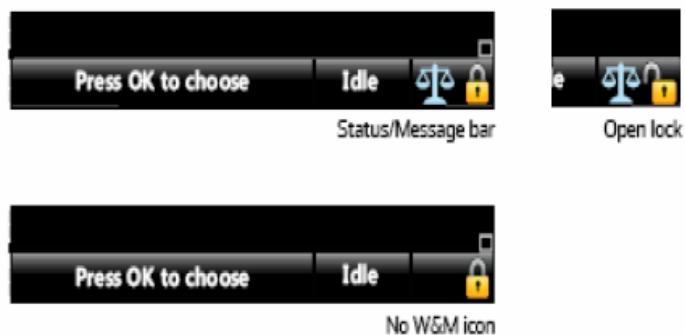 Press OK to choose Idle
e
Status/Message bar
Open lock
Press OK to choose Idle
No W&M icon